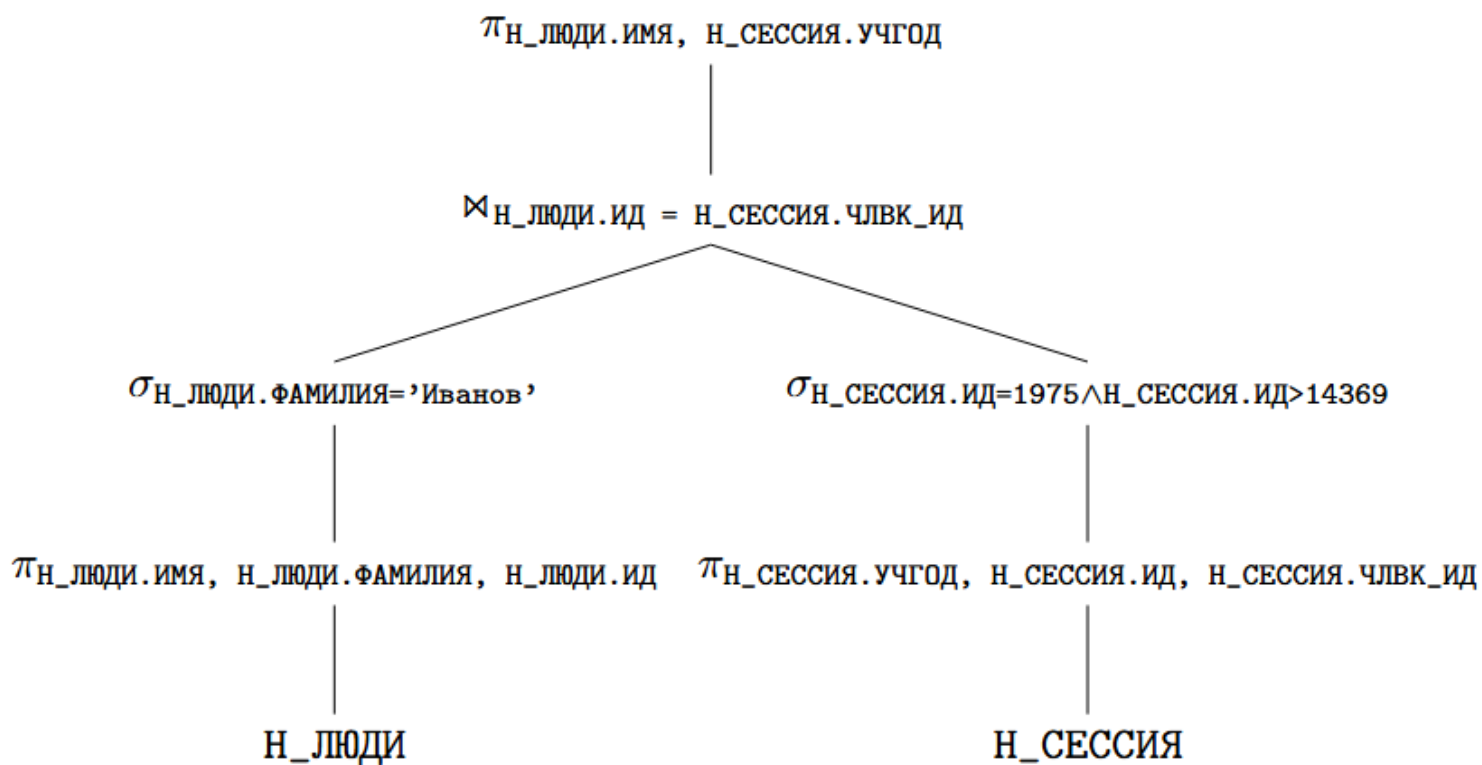 πН_ЛЮДИ.ИМЯ, Н_СЕССИЯ.УЧГОД
⋈Н_ЛЮДИ.ИД = Н_СЕССИЯ.ЧЛВК_ИД
σН_ЛЮДИ.ФАМИЛИЯ='Иванов' σН_СЕССИЯ.ИД=1975∧Н_СЕССИЯ.ИД>14369
πН_ЛЮДИ.ИМЯ, Н_ЛЮДИ.ФАМИЛИЯ, Н_ЛЮДИ.ИД πН_СЕССИЯ.УЧГОД, Н_СЕССИЯ.ИД, Н_СЕССИЯ.ЧЛВК_ИД
Н_ЛЮДИ Н_СЕССИЯ